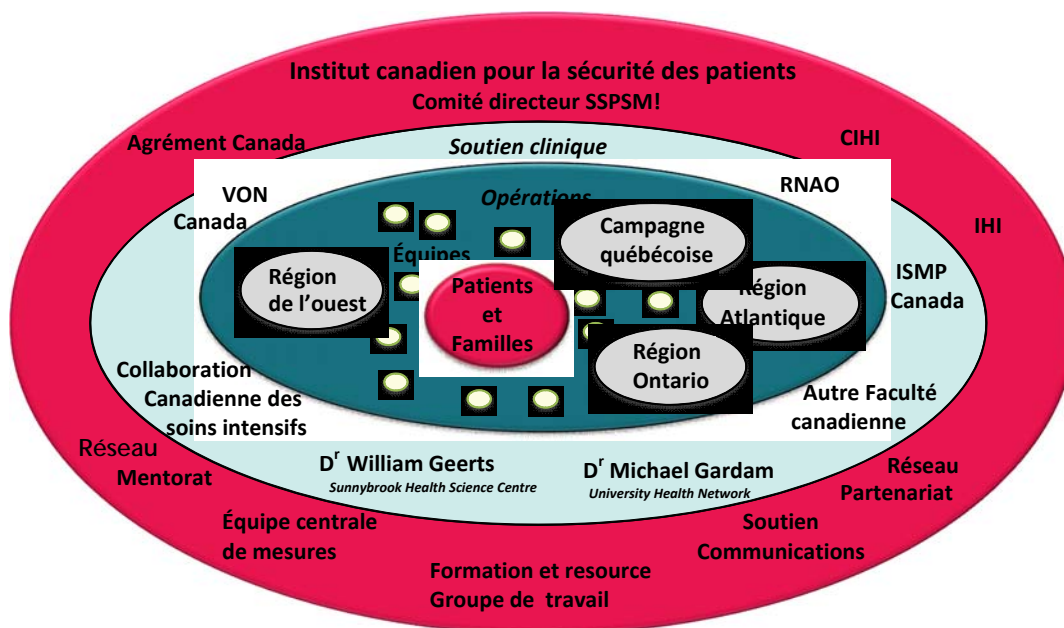 Institut canadien pour la sécurité des patients
Comité directeur SSPSM!
Agrément Canada
CIHI
Soutien clinique
VON
Canada
Opérations
RNAO
IHI
Équipes
Campagne
québécoise
Région
de l'ouest
Patients
et
Familles
Région
Atlantique
ISMP
Canada
Région
Ontario
Collaboration
Canadienne des
soins intensifs
Autre Faculté
canadienne
Réseau
Mentorat
Dr William Geerts
Sunnybrook Health Science Centre
Dr Michael Gardam
University Health Network
Réseau
Partenariat
Équipe centrale
de mesures
Soutien
Communications
Formation et resource
Groupe de travail